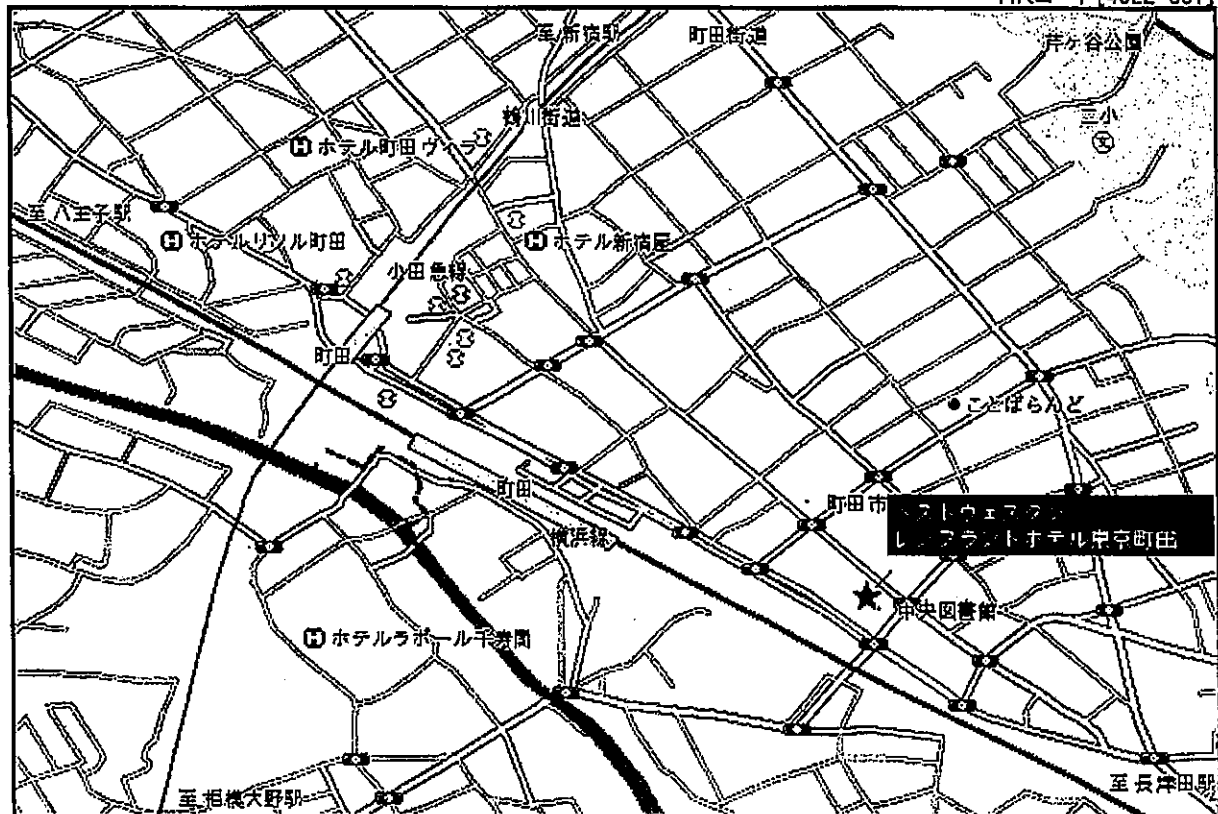 至 新宿駅
町田街道
芹ヶ谷公園
鶴川街道
三小
文
H ホテル町田ヴィラ
至 八王子駅
H ホテルリソル町田
H ホテル新宿屋
小田急線
町田
ことばらんど
町田
町田市
ベストウェスタン
レンブラントホテル東京町田
横浜線
中央図書館
H ホテルラポール千寿閣
至 相模大野駅
至 長津田駅